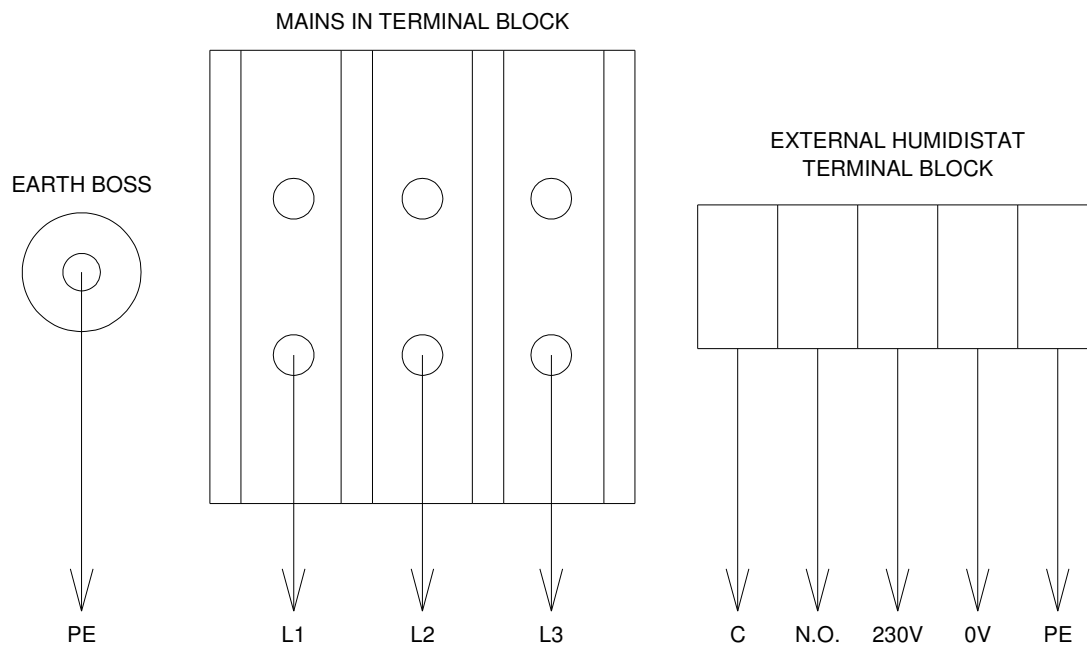 MAINS IN TERMINAL BLOCK
EXTERNAL HUMIDISTAT
TERMINAL BLOCK
EARTH BOSS
PE L1 L2 L3 C N.O. 230V 0V PE